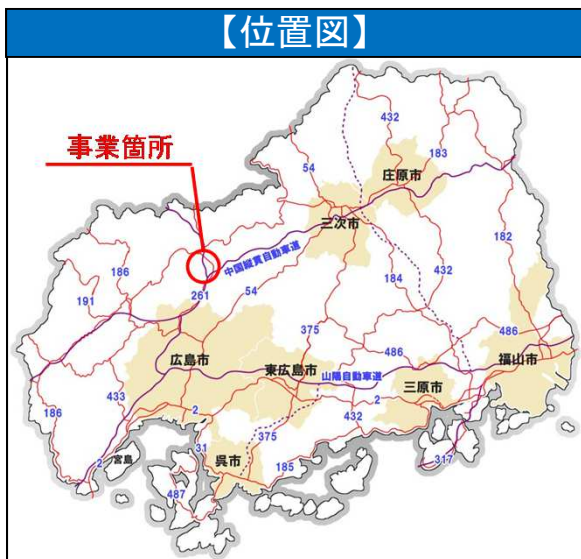 【位置図】
事業箇所
432
183
54
庄原市
三次市
182
中国縦貫自動車道
186
191
261
54
184
432
375
486
486
広島市
福山市
東広島市
山陽自動車道
三原市
433
186
2
2
432
375
31
2
宮島
呉市
185
317
487